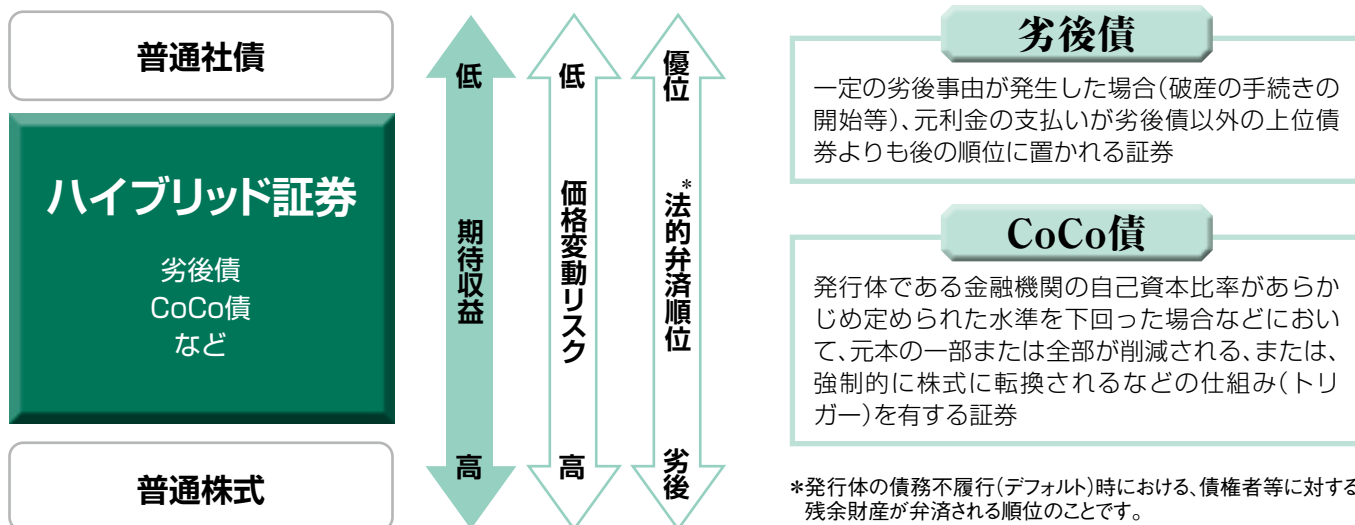 普通社債
ハイブリッド証券
劣後債
CoCo債
など
普通株式
低
期待収益
高
低
価格変動リスク
高
優位
*法的弁済順位
劣後
劣後債
一定の劣後事由が発生した場合(破産の手続きの
開始等)、元利金の支払いが劣後債以外の上位債
券よりも後の順位に置かれる証券
CoCo債
発行体である金融機関の自己資本比率があらか
じめ定められた水準を下回った場合などにおい
て、元本の一部または全部が削減される、または、
強制的に株式に転換されるなどの仕組み(トリ
ガー)を有する証券
*発行体の債務不履行(デフォルト)時における、債権者等に対する
残余財産が弁済される順位のことです。